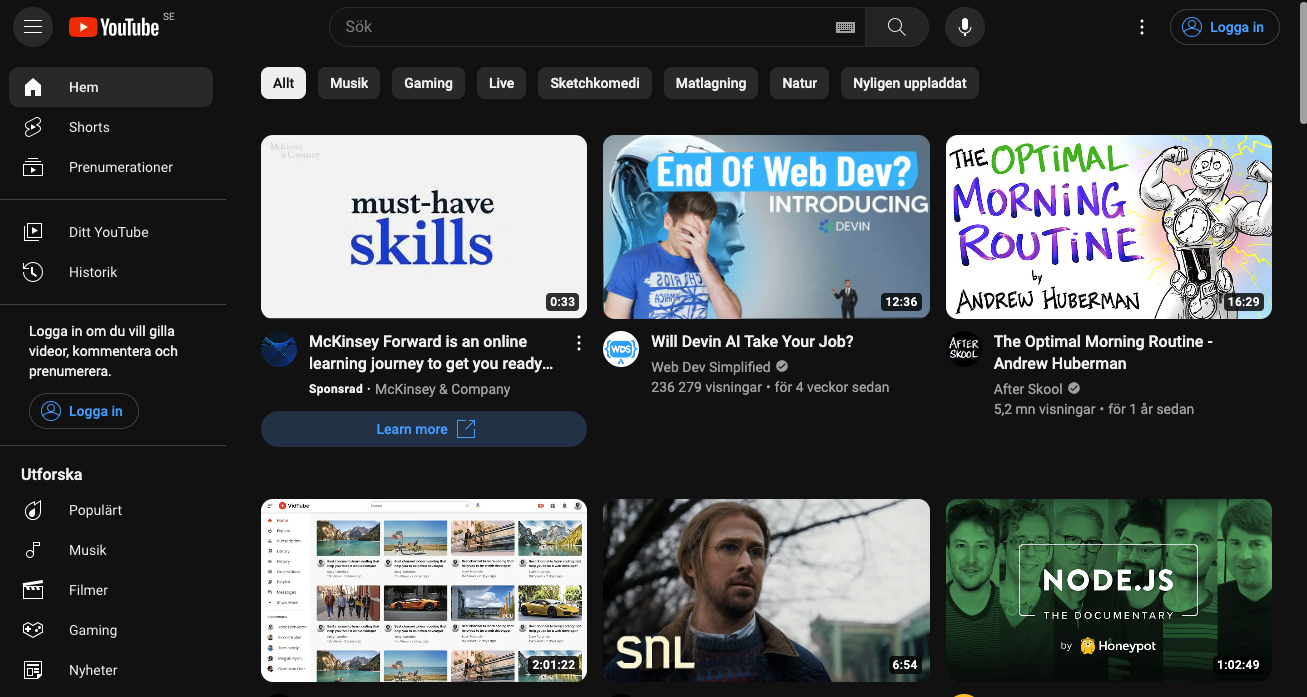 YouTube SE
Sök
Logga in
Hem
Shorts
Prenumerationer
Ditt YouTube
Historik
Logga in om du vill gilla
videor, kommentera och
prenumerera.
Logga in
Utforska
Populärt
Musik
Filmer
Gaming
Nyheter
Allt
Musik
Gaming
Live
Sketchkomedi
Matlagning
Natur
Nyligen uppladdat
McKinsey
& Company
must-have
skills
0:33
McKinsey Forward is an online
learning journey to get you ready…
Sponsrad · McKinsey & Company
Learn more
End Of Web Dev?
INTRODUCING
DEVIN
12:36
WDS
Will Devin AI Take Your Job?
Web Dev Simplified
236 279 visningar • för 4 veckor sedan
THE OPTIMAL
MORNING
ROUTINE
by
ANDREW HUBERMAN
16:29
AFTER
SKOOL
The Optimal Morning Routine -
Andrew Huberman
After Skool
5,2 mn visningar • för 1 år sedan
VidTube
2:01:22
SNL
6:54
NODE.JS
THE DOCUMENTARY
by Honeypot
1:02:49